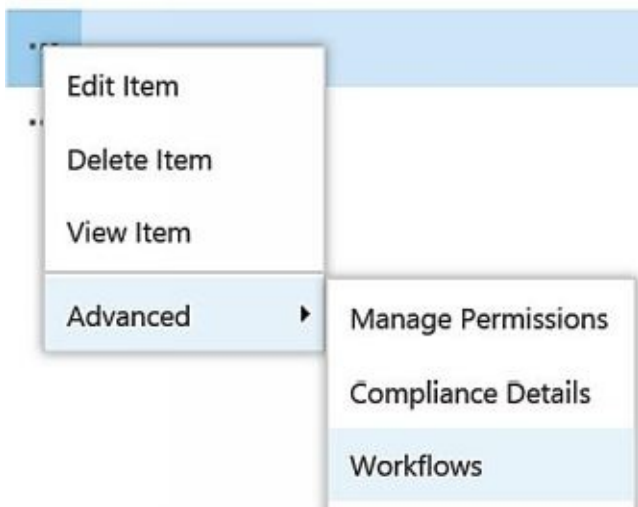 Edit Item
Delete Item
View Item
Advanced
Manage Permissions
Compliance Details
Workflows